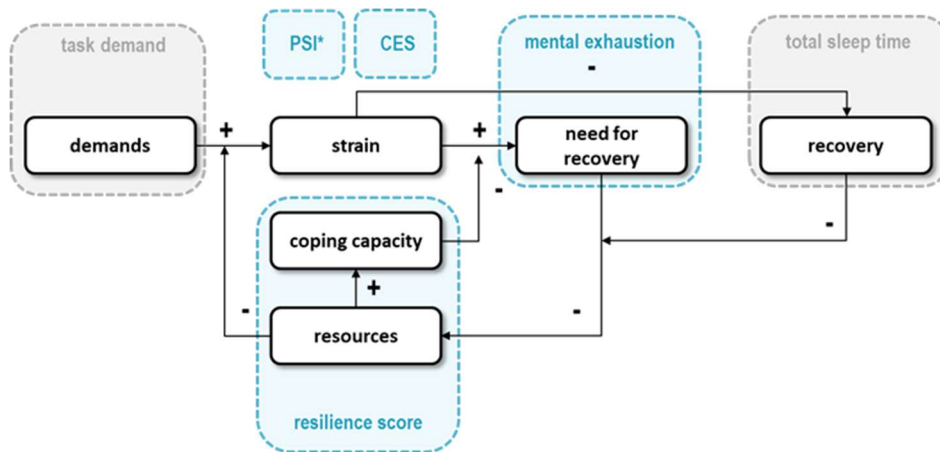 task demand
PSI*
CES
mental exhaustion
total sleep time
-
demands
+
strain
+
need for
recovery
recovery
-
coping capacity
-
+
-
resources
-
resilience score